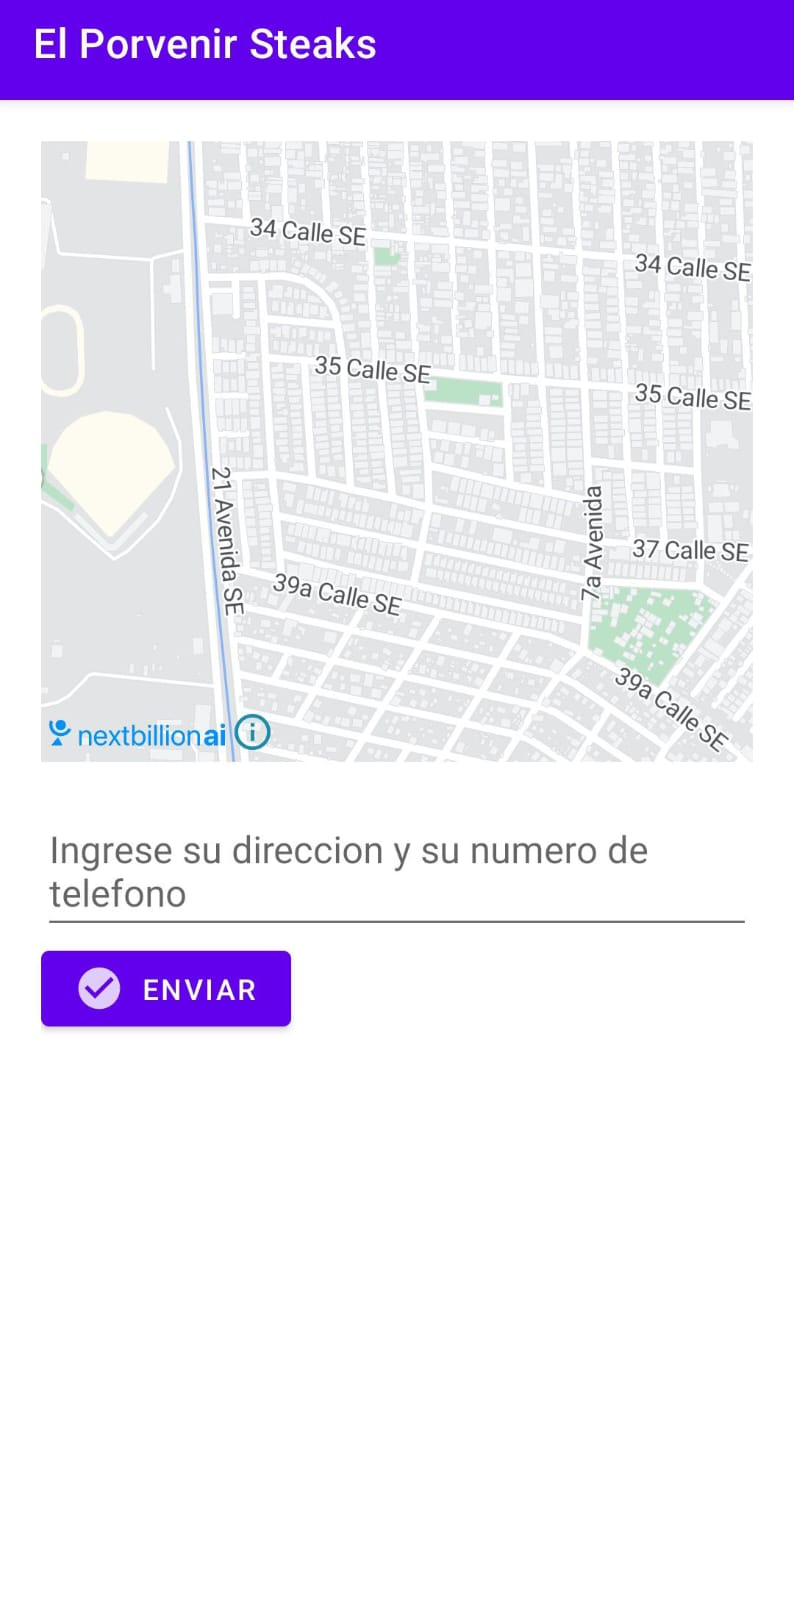 El Porvenir Steaks
34 Calle SE
34 Calle SE
35 Calle SE
35 Calle SE
21 Avenida SE
7a Avenida
37 Calle SE
39a Calle SE
39a Calle SE
nextbillionai
Ingrese su direccion y su numero de
telefono
ENVIAR